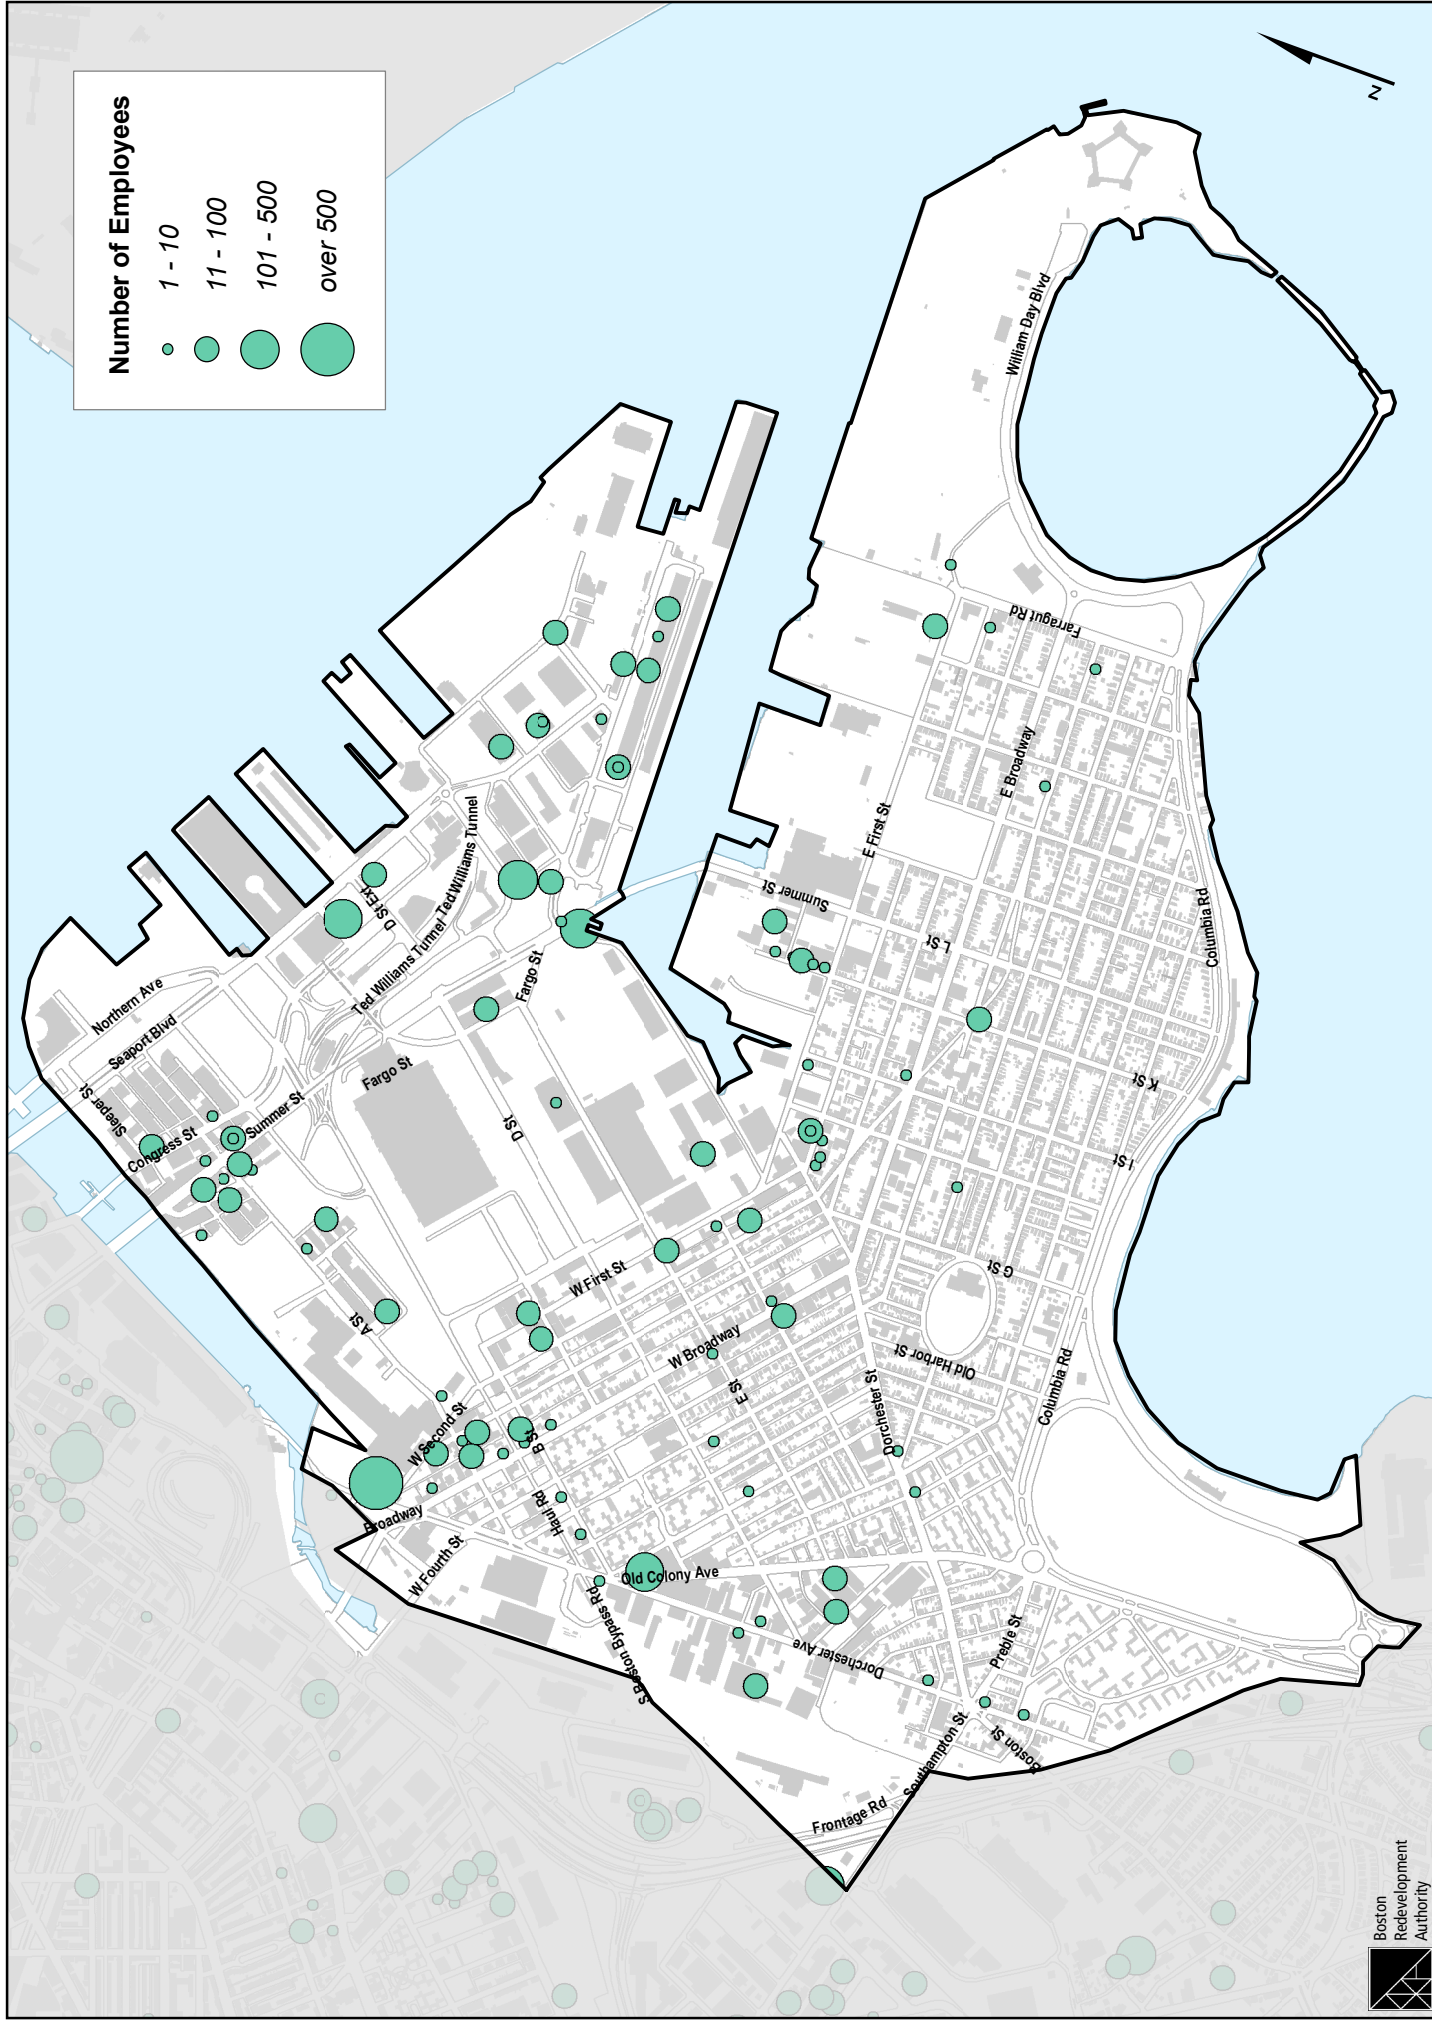 Number of Employees
1 - 10
11 - 100
101 - 500
over 500
N
Northern Ave
Seaport Blvd
Sleeper St
Congress St
Summer St
D St Ext
Ted Williams Tunnel
Ted Williams Tunnel
Fargo St
Fargo St
D St
A St
W First St
W Second St
B St
Broadway
W Fourth St
Haul Rd
W Broadway
E St
Old Colony Ave
S Boston Bypass Rd
Dorchester Ave
Dorchester St
Old Harbor St
G St
I St
K St
L St
Summer St
E First St
E Broadway
Farragut Rd
William Day Blvd
Columbia Rd
Columbia Rd
Preble St
Boston St
Southampton St
Frontage Rd
Boston
Redevelopment
Authority